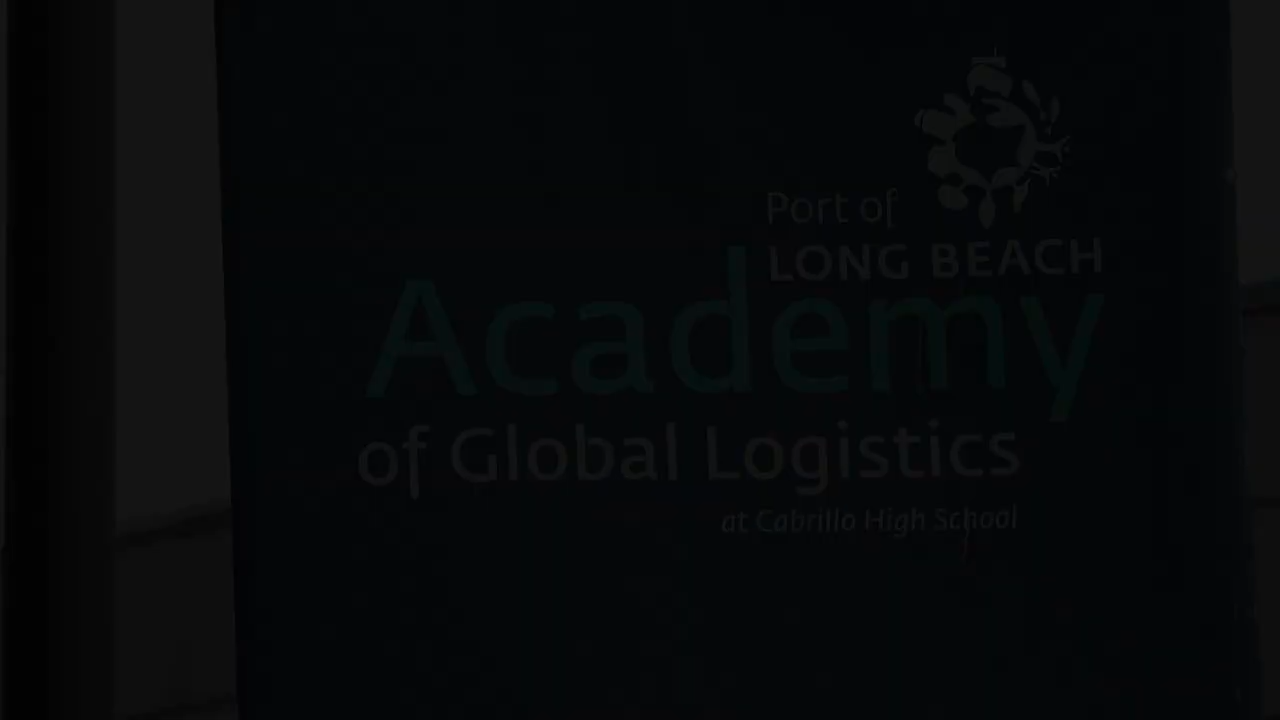 Port of
LONG BEACH
Academy
of Global Logistics
at Cabrillo High School